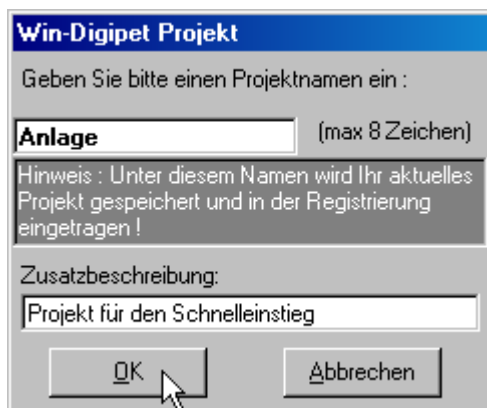 Win-Digipet Projekt
Geben Sie bitte einen Projektnamen ein :
Anlage (max 8 Zeichen)
Hinweis : Unter diesem Namen wird Ihr aktuelles
Projekt gespeichert und in der Registrierung
eingetragen !
Zusatzbeschreibung:
Projekt für den Schnelleinstieg
OK Abbrechen